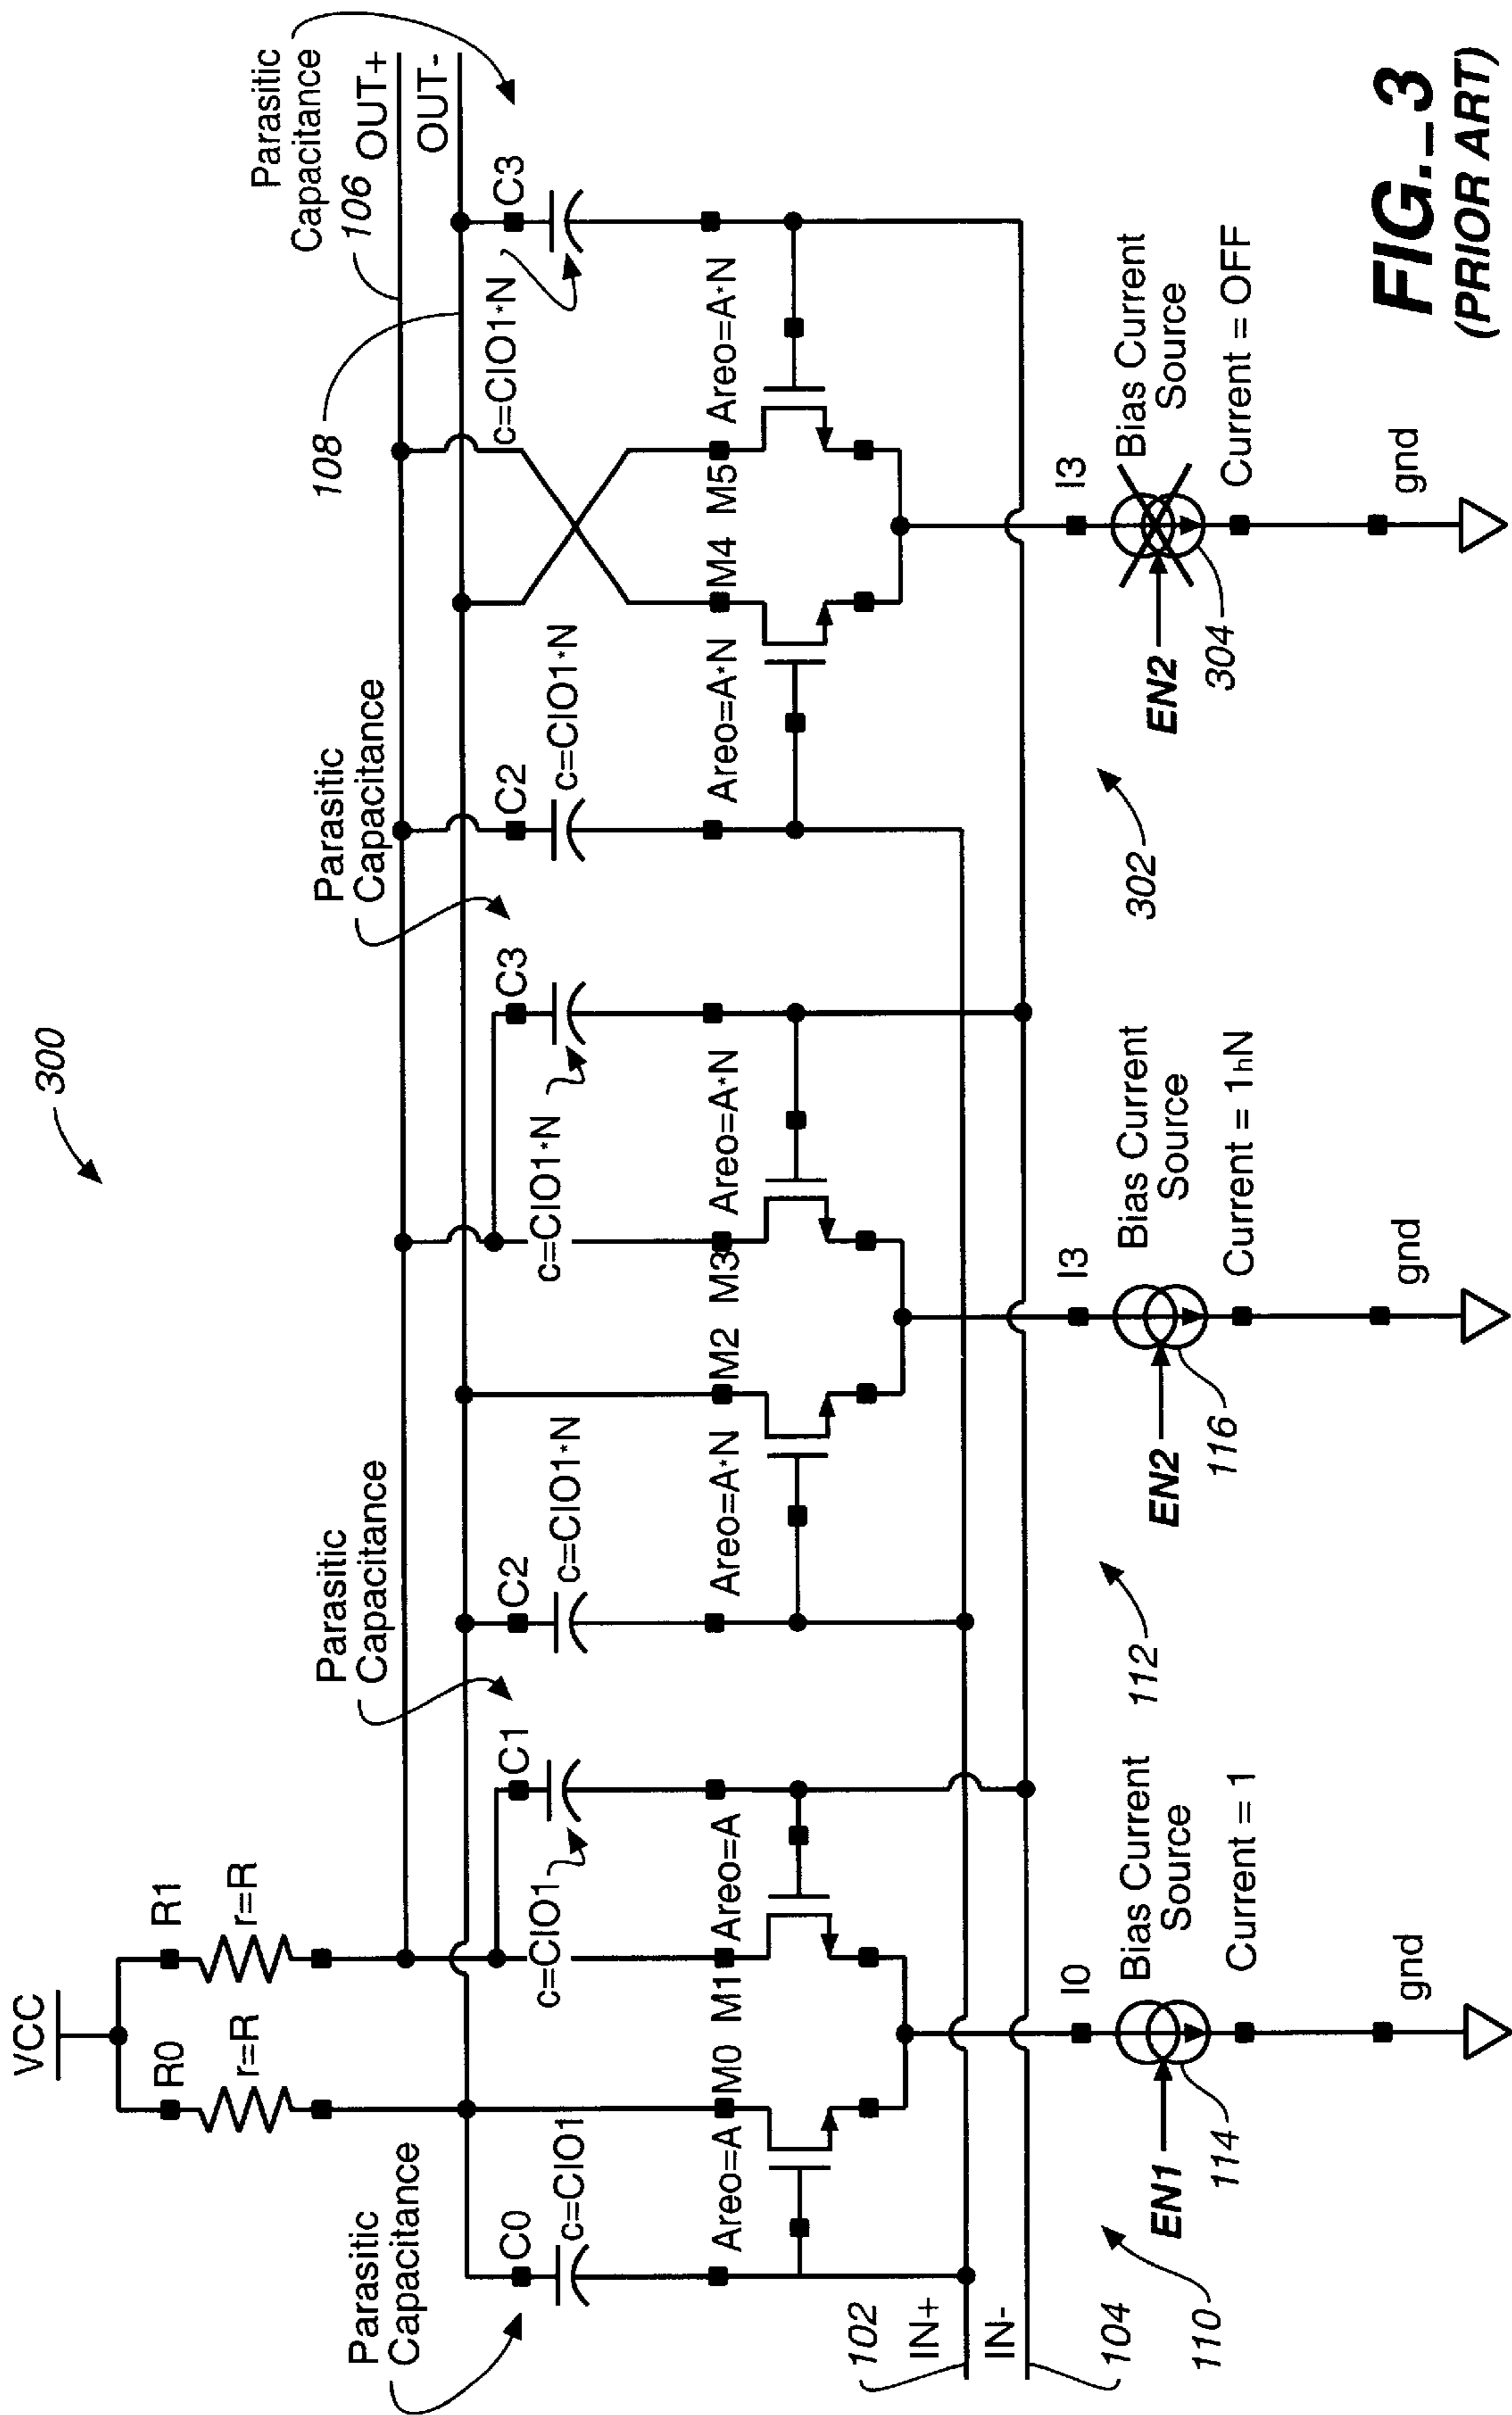 300
VCC
R0
r=R
R1
r=R
Parasitic
Capacitance
Parasitic
Capacitance
Parasitic
Capacitance
Parasitic
Capacitance
106
OUT+
OUT-
108
C0
c=CIO1
C1
c=CIO1
C2
c=CIO1*N
C3
c=CIO1*N
C2
c=CIO1*N
C3
c=CIO1*N
Areo=A
M0
M1
Areo=A
Areo=A*N
M2
M3
Areo=A*N
Areo=A*N
M4
M5
Areo=A*N
102
IN+
IN-
104
110
I0
Bias Current
Source
Current = 1
EN1
114
gnd
112
I3
Bias Current
Source
Current = 1hN
EN2
116
gnd
302
I3
Bias Current
Source
Current = OFF
EN2
304
gnd
FIG._3
(PRIOR ART)